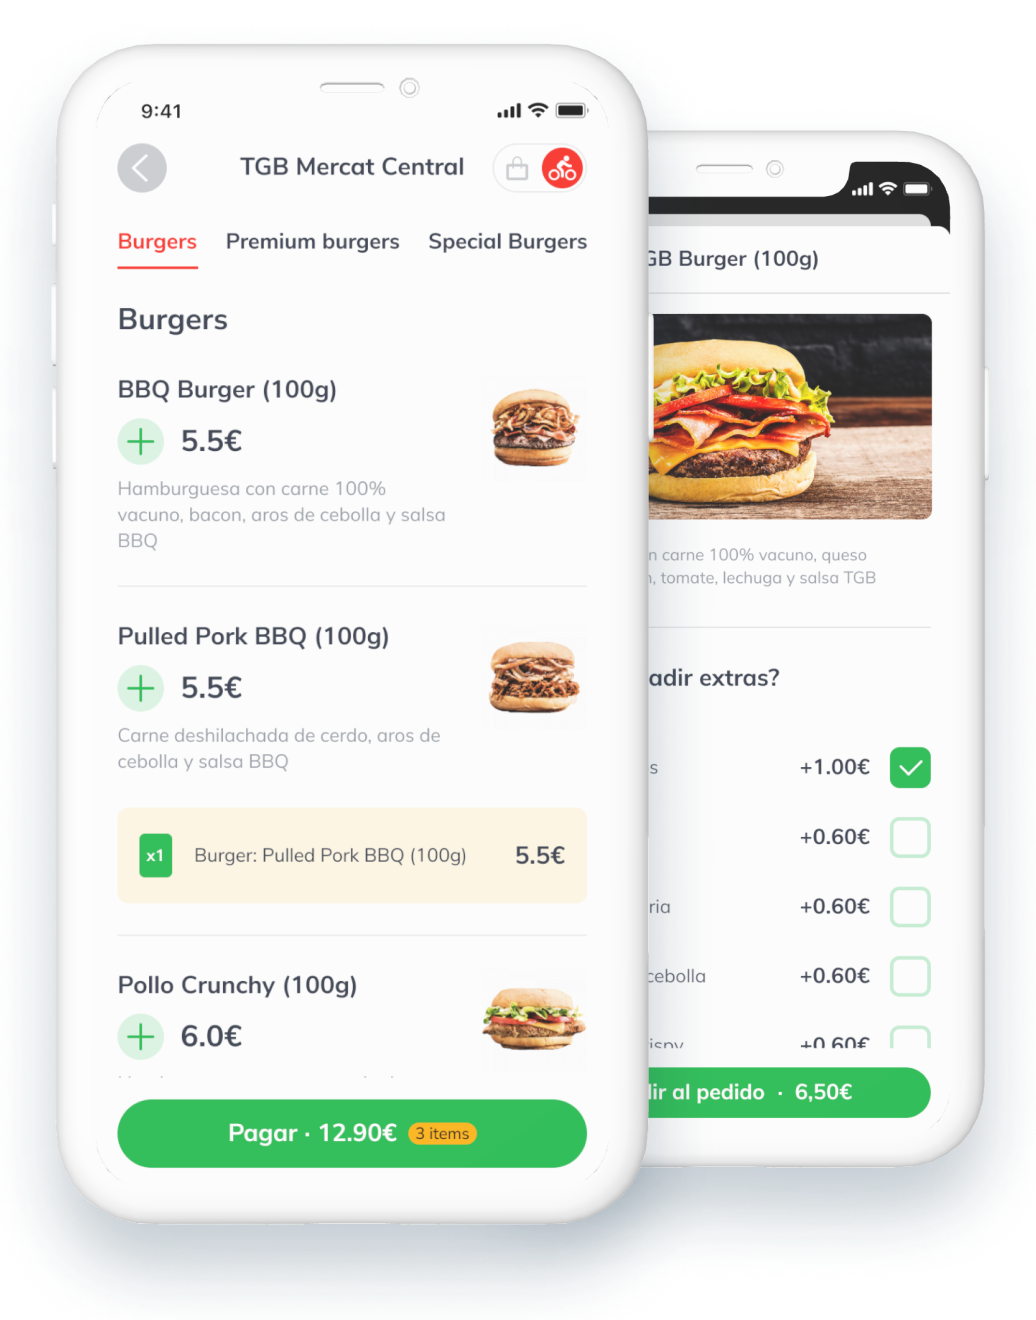 9:41
TGB Mercat Central
Burgers Premium burgers Special Burgers
Burgers
BBQ Burger (100g)
5.5€
Hamburguesa con carne 100%
vacuno, bacon, aros de cebolla y salsa
BBQ
Pulled Pork BBQ (100g)
5.5€
Carne deshilachada de cerdo, aros de
cebolla y salsa BBQ
x1 Burger: Pulled Pork BBQ (100g) 5.5€
Pollo Crunchy (100g)
6.0€
Pagar · 12.90€ 3 items
GB Burger (100g)
n carne 100% vacuno, queso
, tomate, lechuga y salsa TGB
adir extras?
s +1.00€
+0.60€
ria +0.60€
cebolla +0.60€
ispy +0.60€
dir al pedido · 6,50€